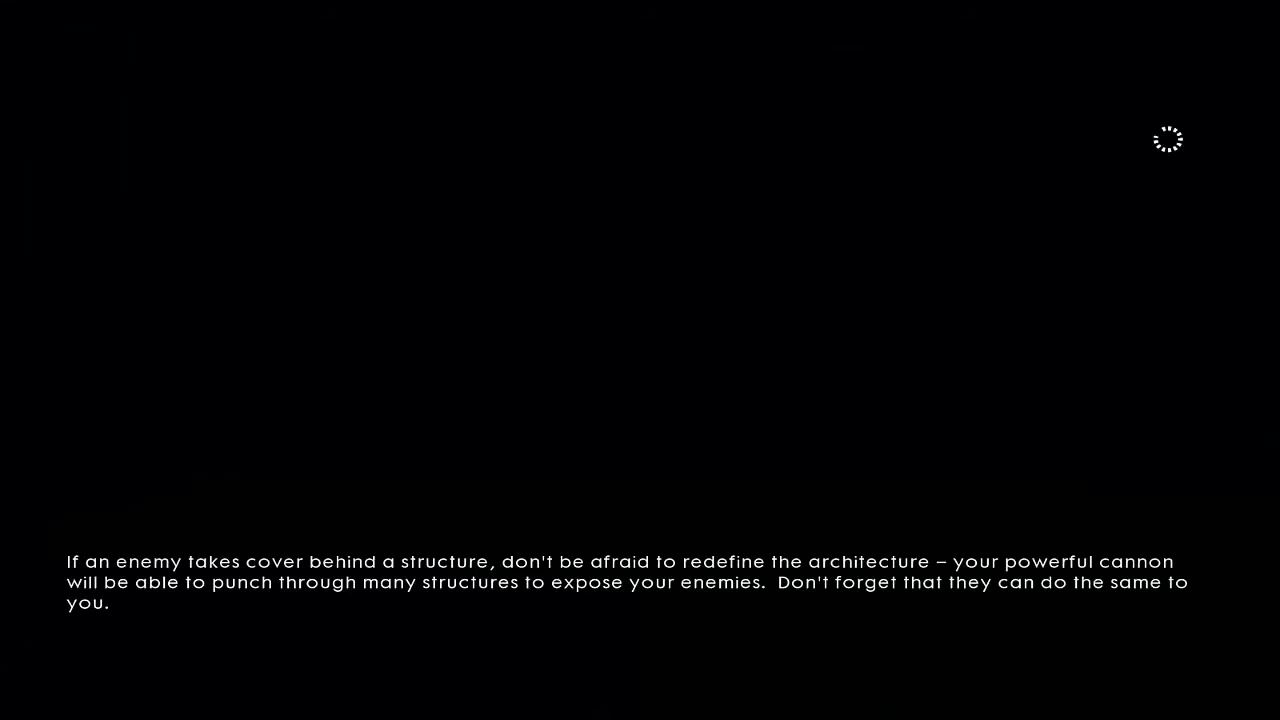 If an enemy takes cover behind a structure, don't be afraid to redefine the architecture – your powerful cannon
will be able to punch through many structures to expose your enemies.  Don't forget that they can do the same to
you.